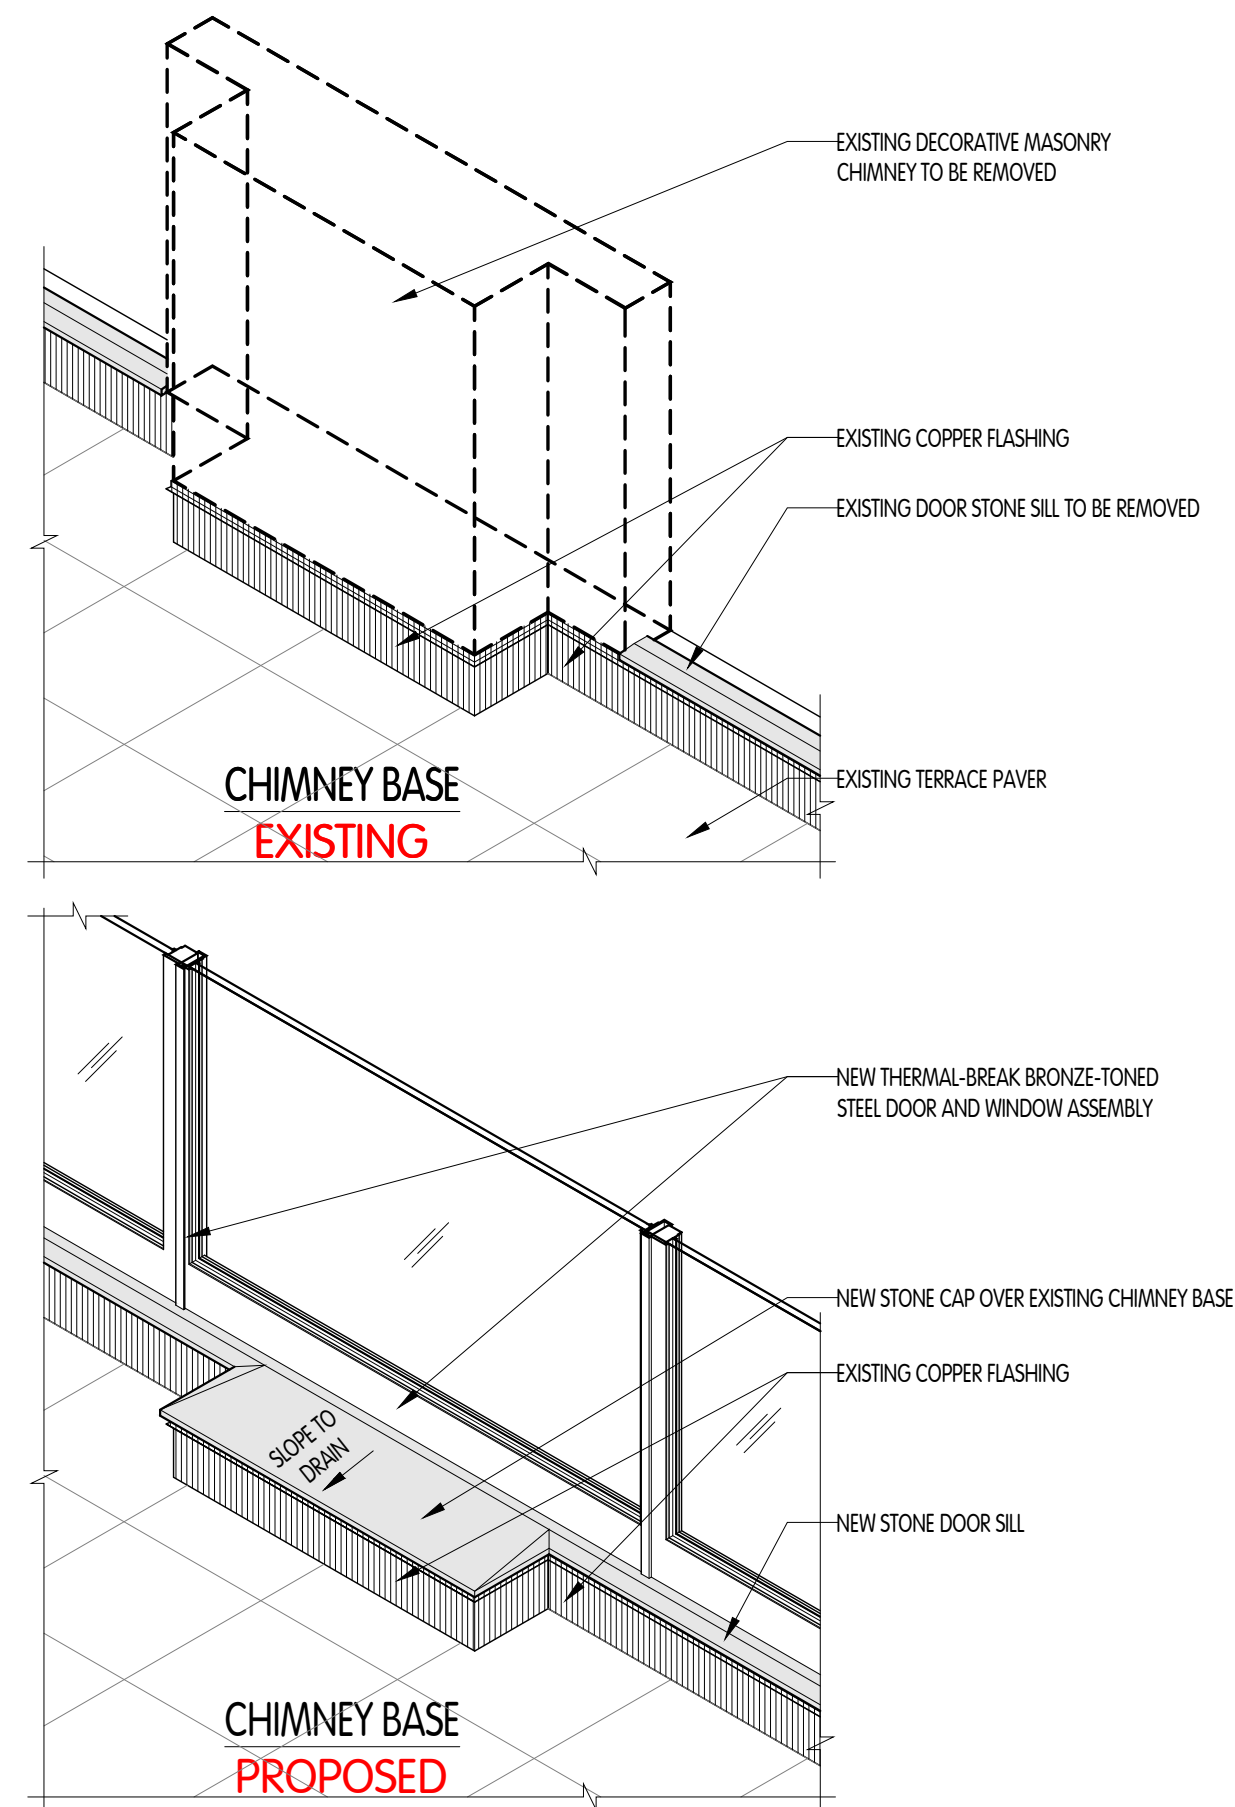 EXISTING DECORATIVE MASONRY
CHIMNEY TO BE REMOVED
EXISTING COPPER FLASHING
EXISTING DOOR STONE SILL TO BE REMOVED
EXISTING TERRACE PAVER
CHIMNEY BASE
EXISTING
NEW THERMAL-BREAK BRONZE-TONED
STEEL DOOR AND WINDOW ASSEMBLY
NEW STONE CAP OVER EXISTING CHIMNEY BASE
EXISTING COPPER FLASHING
SLOPE TO
DRAIN
NEW STONE DOOR SILL
CHIMNEY BASE
PROPOSED